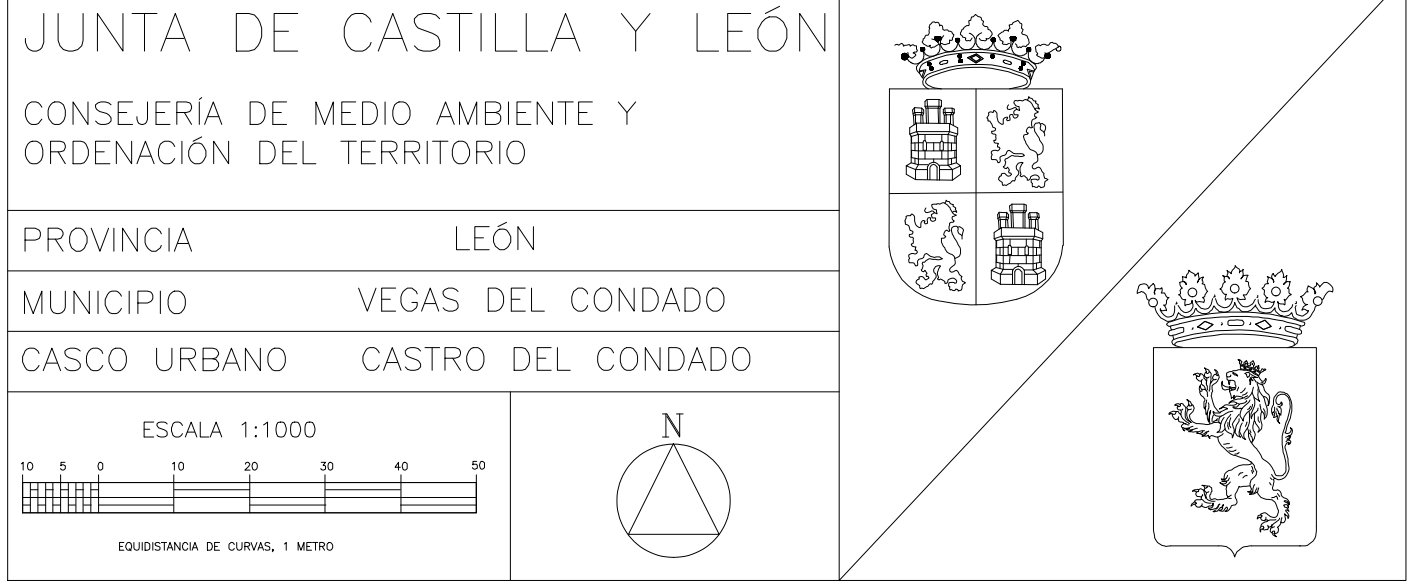 JUNTA DE CASTILLA Y LEÓN
CONSEJERÍA DE MEDIO AMBIENTE Y
ORDENACIÓN DEL TERRITORIO
PROVINCIA LEÓN
MUNICIPIO VEGAS DEL CONDADO
CASCO URBANO CASTRO DEL CONDADO
ESCALA 1:1000
10 5 0 10 20 30 40 50
EQUIDISTANCIA DE CURVAS, 1 METRO
N